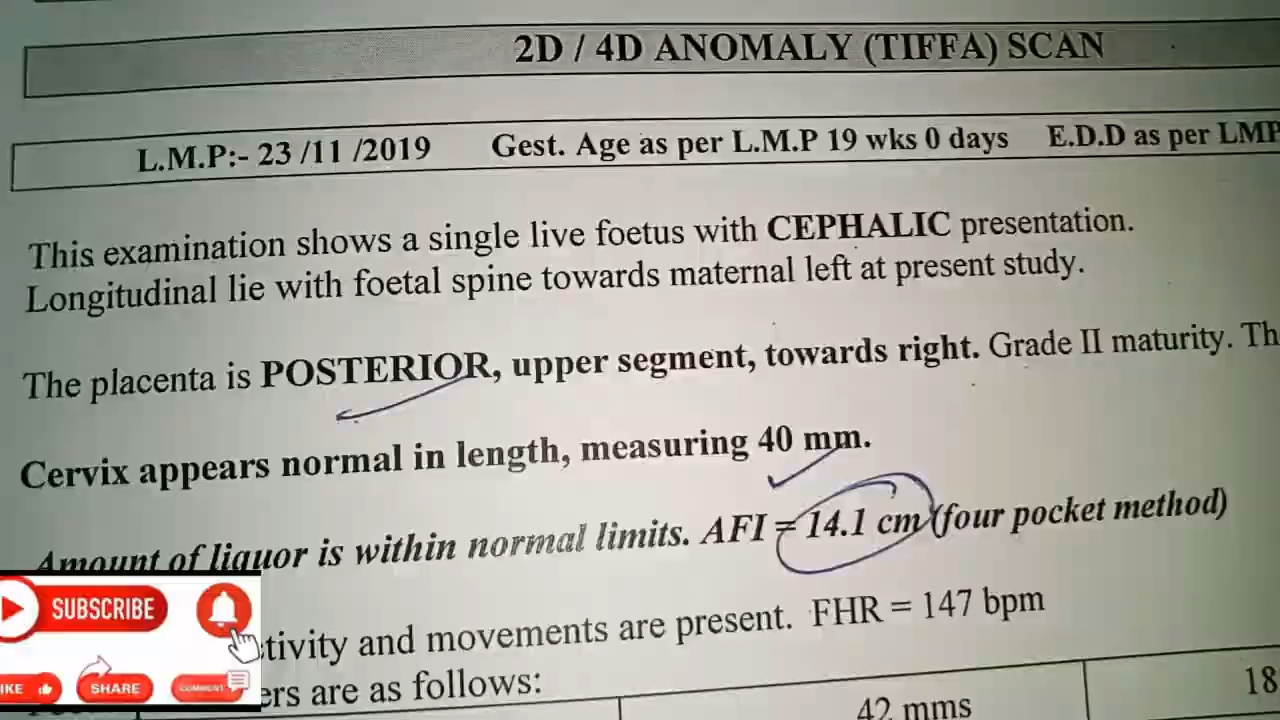 2D / 4D ANOMALY (TIFFA) SCAN
L.M.P:- 23 /11 /2019 Gest. Age as per L.M.P 19 wks 0 days E.D.D as per LMP
This examination shows a single live foetus with CEPHALIC presentation.
Longitudinal lie with foetal spine towards maternal left at present study.
The placenta is POSTERIOR, upper segment, towards right. Grade II maturity. Th
Cervix appears normal in length, measuring 40 mm.
Amount of liquor is within normal limits. AFI = 14.1 cm (four pocket method)
tivity and movements are present. FHR = 147 bpm
ers are as follows:
42 mms
18
SUBSCRIBE
IKE
SHARE
COMMENT